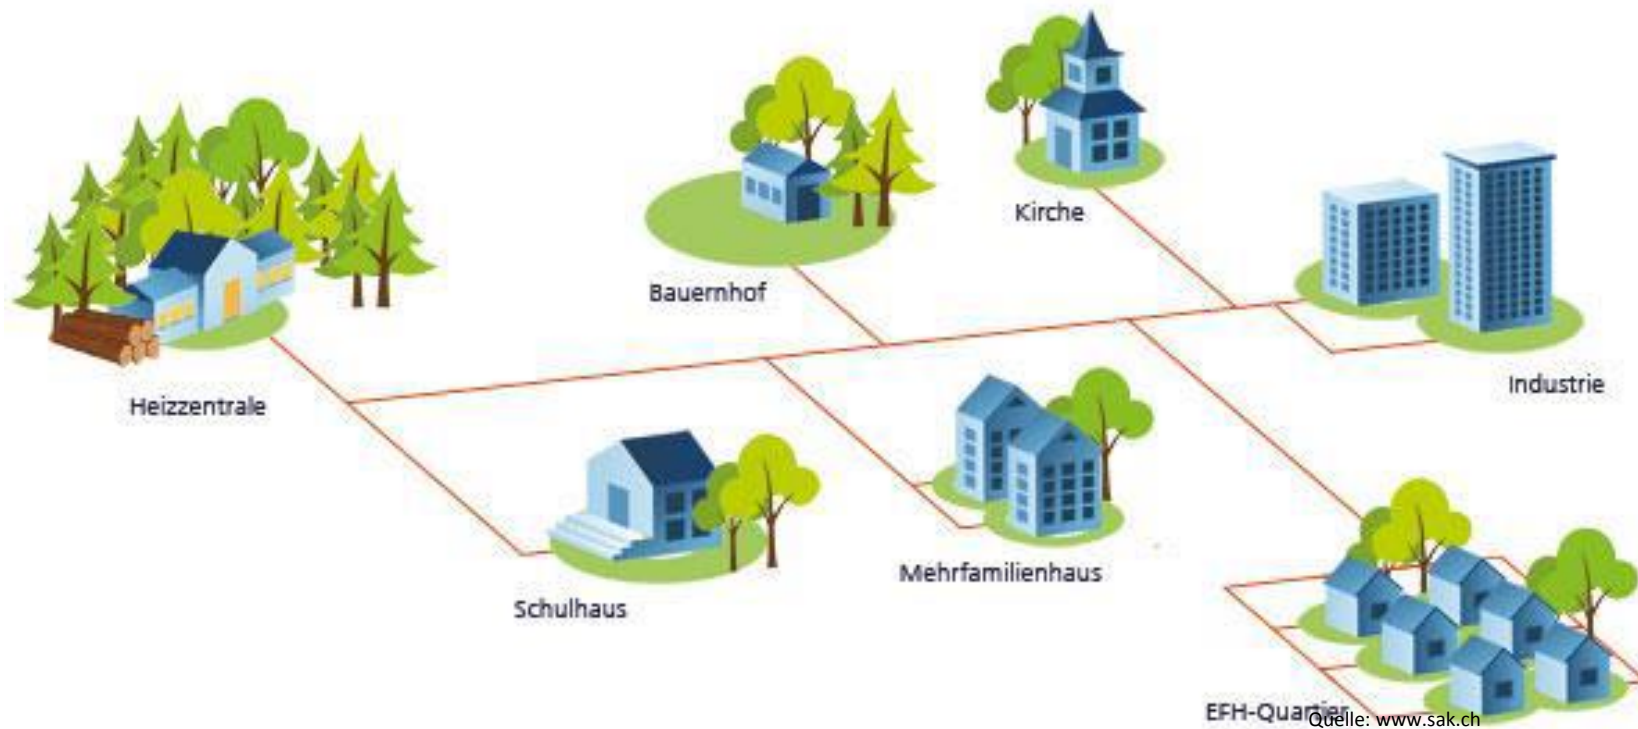 Kirche
Bauernhof
Industrie
Heizzentrale
Mehrfamilienhaus
Schulhaus
EFH-Quartier
Quelle: www.sak.ch